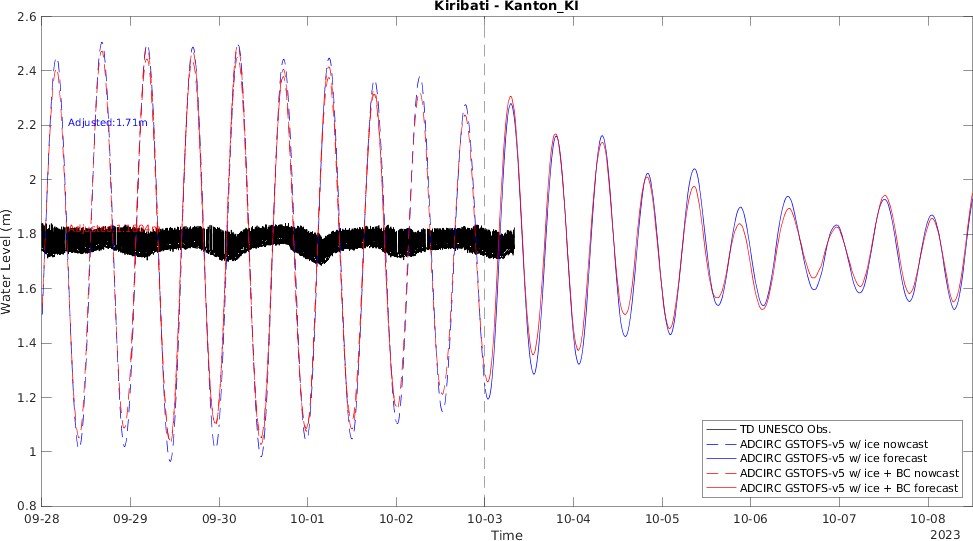 Kiribati - Kanton_KI
2.6
2.4
2.2
2
1.8
1.6
1.4
1.2
1
0.8
Water Level (m)
Adjusted:1.71m
09-28
09-29
09-30
10-01
10-02
10-03
10-04
10-05
10-06
10-07
10-08
2023
Time
TD UNESCO Obs.
ADCIRC GSTOFS-v5 w/ ice nowcast
ADCIRC GSTOFS-v5 w/ ice forecast
ADCIRC GSTOFS-v5 w/ ice + BC nowcast
ADCIRC GSTOFS-v5 w/ ice + BC forecast